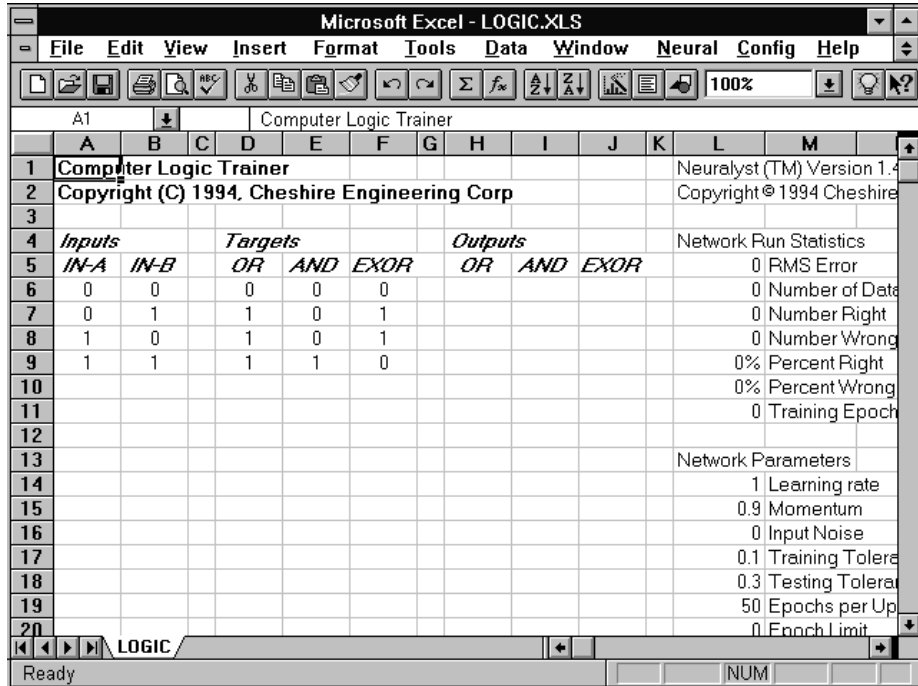 Microsoft Excel - LOGIC.XLS
File Edit View Insert Format Tools Data Window Neural Config Help
ABC Σ fx A Z Z A 100% ?
A1 Computer Logic Trainer
A B C D E F G H I J K L M
1 Computer Logic Trainer Neuralyst (TM) Version 1.4
2 Copyright (C) 1994, Cheshire Engineering Corp Copyright © 1994 Cheshire
3
4 Inputs Targets Outputs Network Run Statistics
5 IN-A IN-B OR AND EXOR OR AND EXOR 0 RMS Error
6 0 0 0 0 0 0 Number of Data
7 0 1 1 0 1 0 Number Right
8 1 0 1 0 1 0 Number Wrong
9 1 1 1 1 0 0% Percent Right
10 0% Percent Wrong
11 0 Training Epoch
12
13 Network Parameters
14 1 Learning rate
15 0.9 Momentum
16 0 Input Noise
17 0.1 Training Tolera
18 0.3 Testing Tolera
19 50 Epochs per Up
20 0 Epoch Limit
LOGIC
Ready NUM